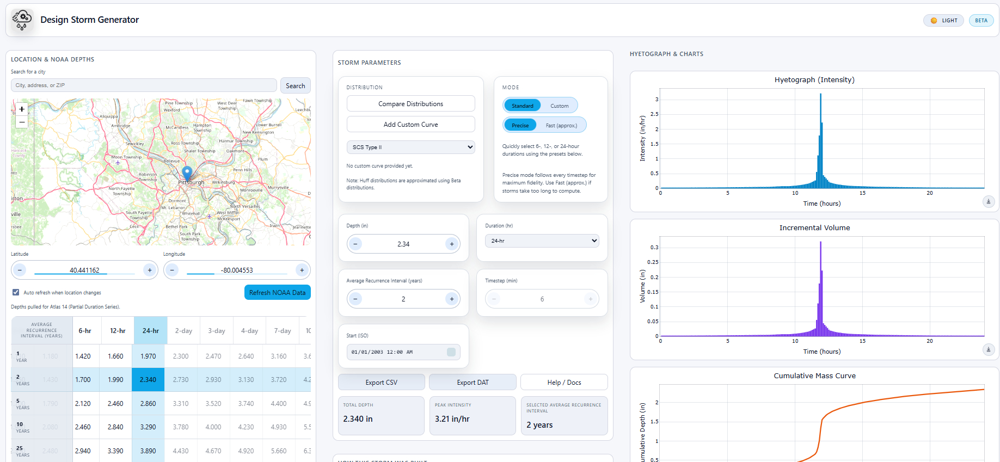 Design Storm Generator
LIGHT
BETA
LOCATION & NOAA DEPTHS
Search for a city
City, address, or ZIP
Search
+
−
Pine Township
West Deer Township
Fawn Township
Wexford
Aliquippa
Ambridge
McCandless
Hampton Township
Lower Burrell
New Kensington
Sewickley
Ross Township
Harmar Township
Shaler Township
Oakmont
Moon Township
Bellevue
Plum
Hancock County
Robinson Township
Penn Hills
Pittsburgh
Wilkinsburg
North Fayette Township
Monroeville
Murrysville
Dormont
Mt. Lebanon
North Versailles
South Fayette Township
Whitehall
West Mifflin
McKeesport
Cecil
Bethel Park
Irwin
Jeannette
South Park Township
Latitude
Longitude
− 40.441162 +
− -80.004553 +
Auto refresh when location changes
Refresh NOAA Data
Depths pulled for Atlas 14 (Partial Duration Series).
AVERAGE RECURRENCE INTERVAL (YEARS) 6-hr 12-hr 24-hr 2-day 3-day 4-day 7-day 10
1 YEAR 1.180 1.420 1.660 1.970 2.300 2.470 2.640 3.160 3.6
2 YEARS 1.430 1.700 1.990 2.340 2.730 2.930 3.130 3.720 4.2
5 YEARS 1.790 2.120 2.460 2.860 3.310 3.520 3.740 4.400 4.9
10 YEARS 2.080 2.460 2.840 3.290 3.780 4.000 4.230 4.930 5.5
25 YEARS 2.480 2.940 3.390 3.890 4.430 4.670 4.920 5.660 6.3
STORM PARAMETERS
DISTRIBUTION
Compare Distributions
Add Custom Curve
SCS Type II
No custom curve provided yet.
Note: Huff distributions are approximated using Beta
distributions.
MODE
Standard Custom
Precise Fast (approx.)
Quickly select 6-, 12-, or 24-hour
durations using the presets below.
Precise mode follows every timestep for
maximum fidelity. Use Fast (approx.) if
storms take too long to compute.
Depth (in)
− 2.34 +
Duration (hr)
24-hr
Average Recurrence Interval (years)
− 2 +
Timestep (min)
− 6 +
Start (ISO)
01/01/2003 12:00 AM
Export CSV
Export DAT
Help / Docs
TOTAL DEPTH
2.340 in
PEAK INTENSITY
3.21 in/hr
SELECTED AVERAGE RECURRENCE
INTERVAL
2 years
HOW THIS STORM WAS BUILT
HYETOGRAPH & CHARTS
Hyetograph (Intensity)
Intensity (in/hr)
3
2.5
2
1.5
1
0.5
0
0 5 10 15 20
Time (hours)
Incremental Volume
Volume (in)
0.3
0.25
0.2
0.15
0.1
0.05
0
0 5 10 15 20
Time (hours)
Cumulative Mass Curve
umulative Depth (in)
2
1.5
1
0.5